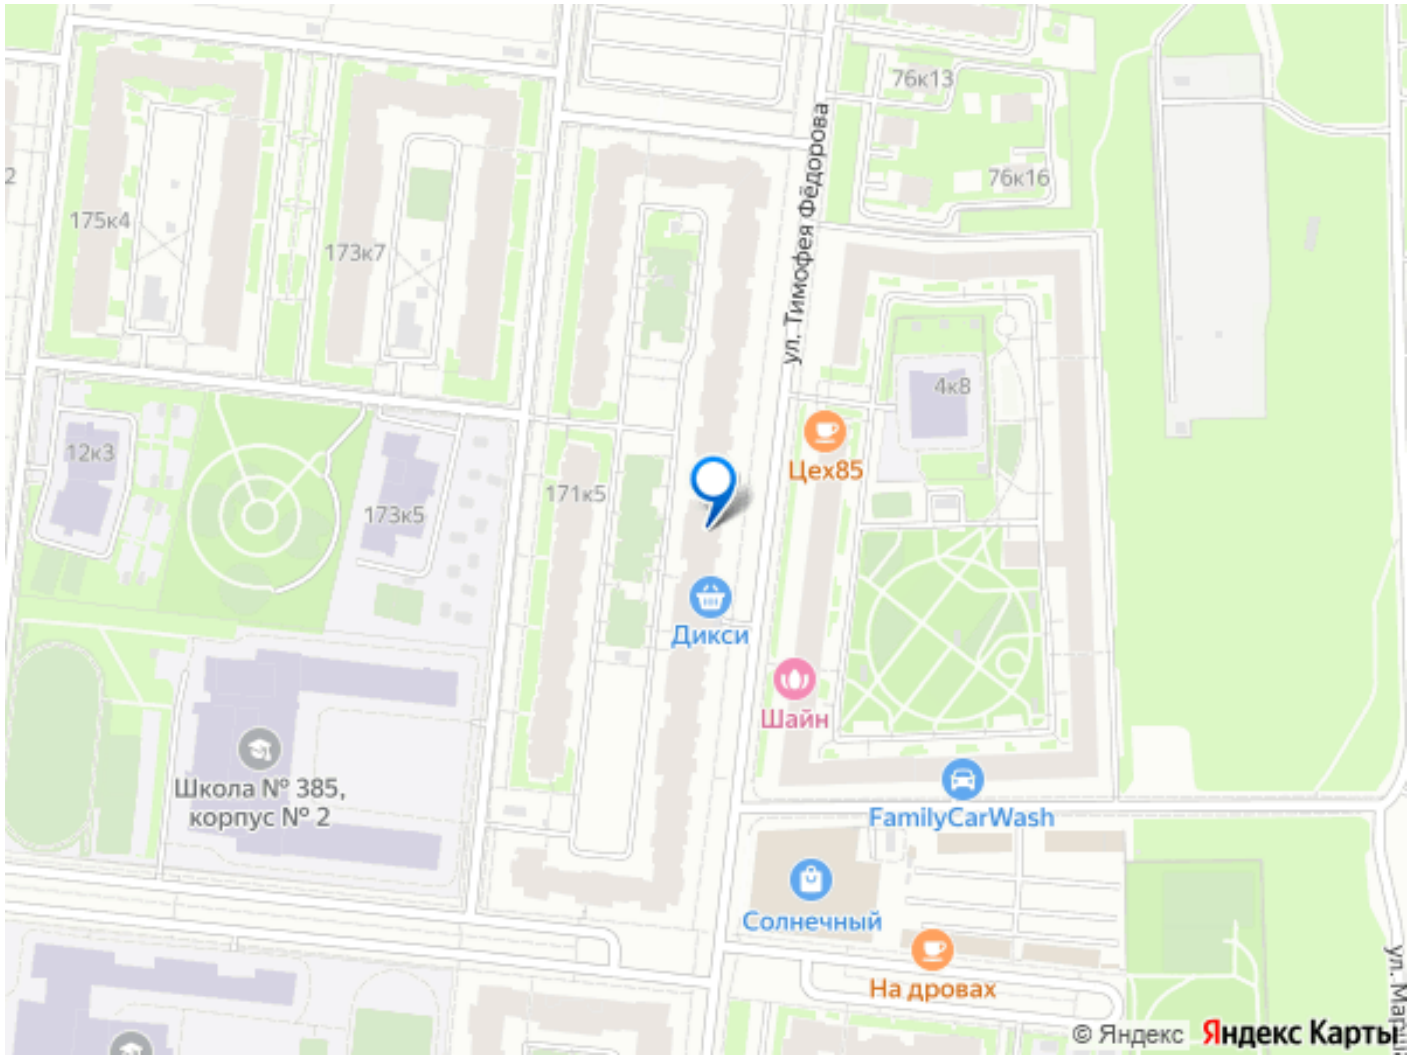 76к13
ул. Тимофея Фёдорова
76к16
2
175к4
173к7
4к8
12к3
Цех85
171к5
173к5
Дикси
Шайн
Школа № 385,
корпус № 2
FamilyCarWash
Солнечный
На дровах
© Яндекс Яндекс Карты